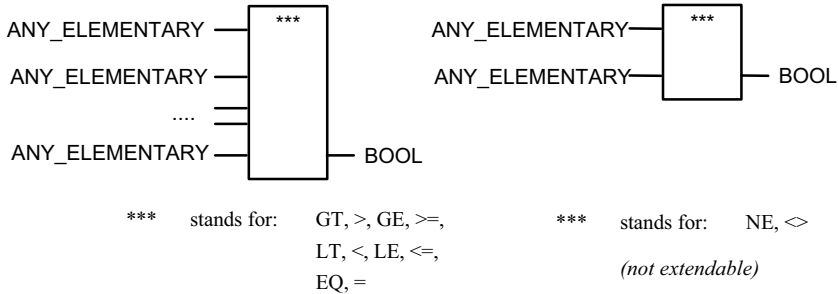 ANY_ELEMENTARY
***
ANY_ELEMENTARY
....
ANY_ELEMENTARY
BOOL
ANY_ELEMENTARY
***
ANY_ELEMENTARY
BOOL
*** stands for: GT, >, GE, >=,
LT, <, LE, <=,
EQ, =
*** stands for: NE, <>
(not extendable)